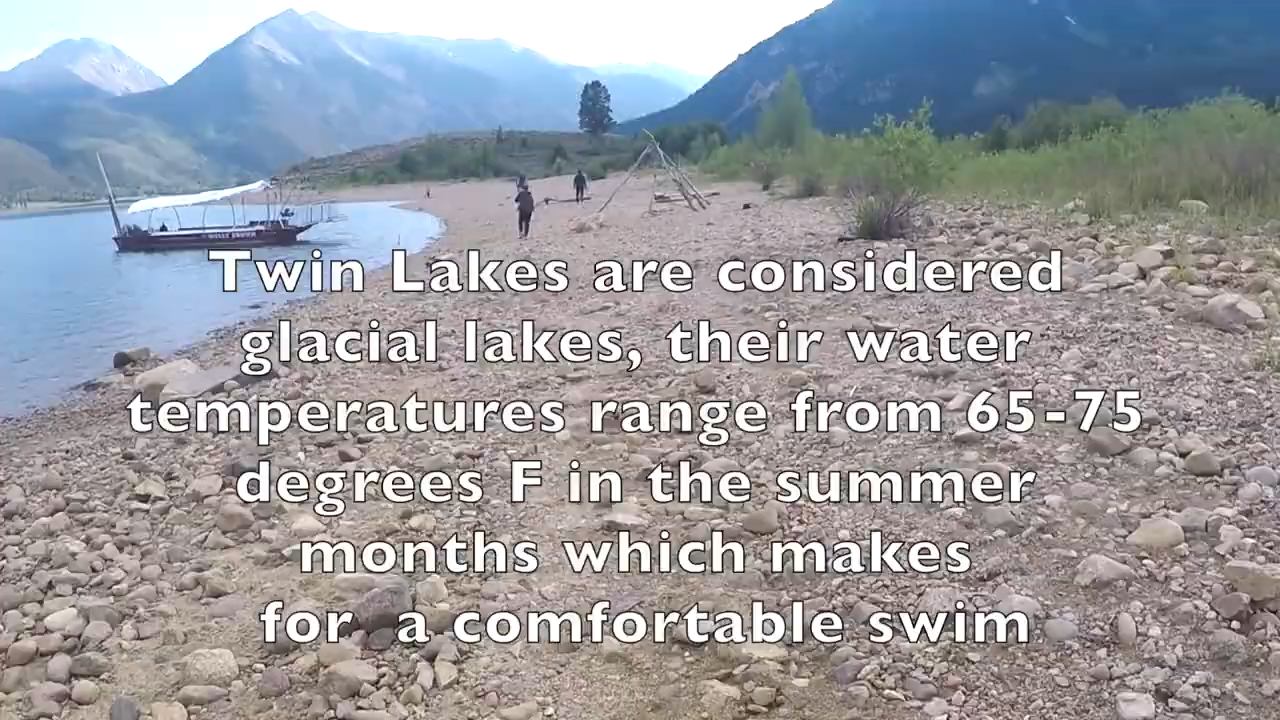 Twin Lakes are considered
glacial lakes, their water
temperatures range from 65-75
degrees F in the summer
months which makes
for a comfortable swim